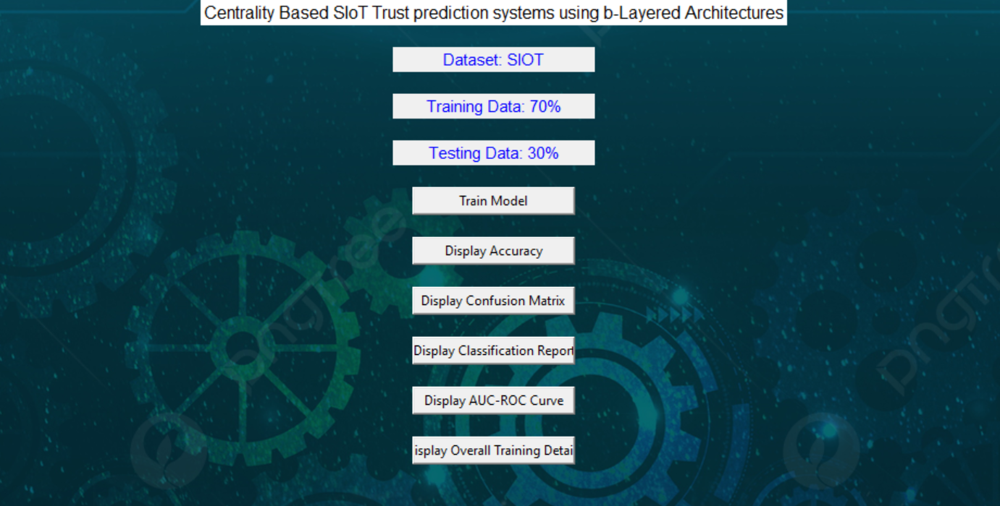 Centrality Based SIoT Trust prediction systems using b-Layered Architectures
Dataset: SIOT
Training Data: 70%
Testing Data: 30%
Train Model
Display Accuracy
Display Confusion Matrix
Display Classification Report
Display AUC-ROC Curve
isplay Overall Training Detai
pngtree